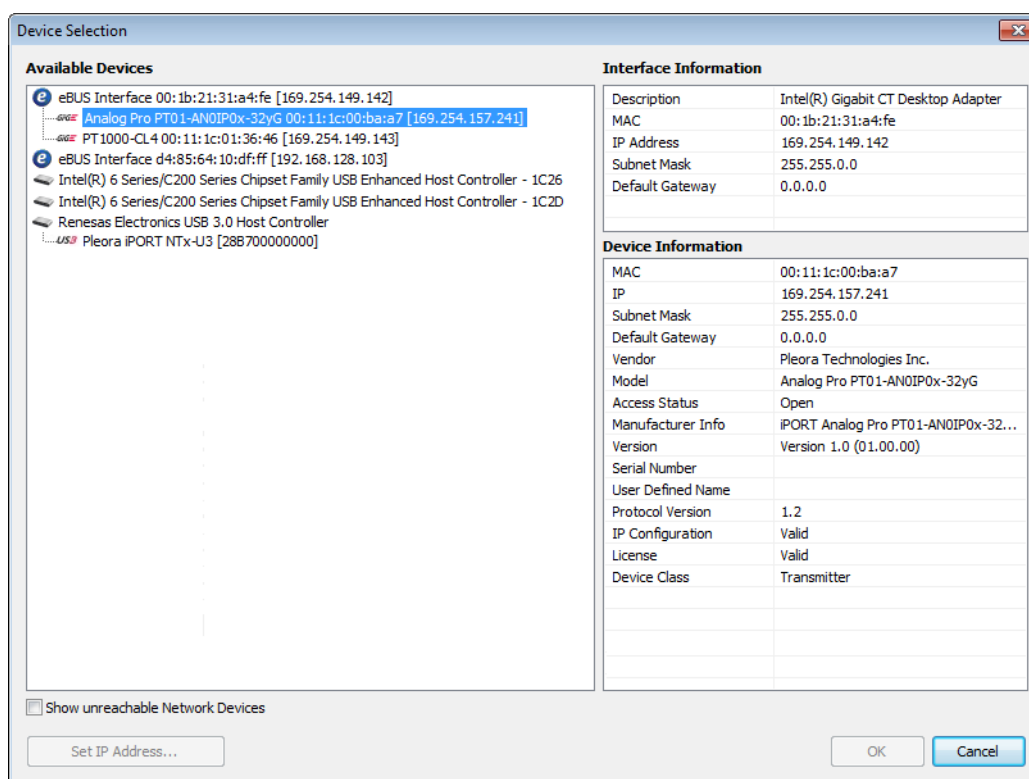 Device Selection
Available Devices
eBUS Interface 00:1b:21:31:a4:fe [169.254.149.142]
GIGE Analog Pro PT01-AN0IP0x-32yG 00:11:1c:00:ba:a7 [169.254.157.241]
GIGE PT1000-CL4 00:11:1c:01:36:46 [169.254.149.143]
eBUS Interface d4:85:64:10:df:ff [192.168.128.103]
Intel(R) 6 Series/C200 Series Chipset Family USB Enhanced Host Controller - 1C26
Intel(R) 6 Series/C200 Series Chipset Family USB Enhanced Host Controller - 1C2D
Renesas Electronics USB 3.0 Host Controller
USB Pleora iPORT NTx-U3 [28B700000000]
Interface Information
Description Intel(R) Gigabit CT Desktop Adapter
MAC 00:1b:21:31:a4:fe
IP Address 169.254.149.142
Subnet Mask 255.255.0.0
Default Gateway 0.0.0.0
Device Information
MAC 00:11:1c:00:ba:a7
IP 169.254.157.241
Subnet Mask 255.255.0.0
Default Gateway 0.0.0.0
Vendor Pleora Technologies Inc.
Model Analog Pro PT01-AN0IP0x-32yG
Access Status Open
Manufacturer Info iPORT Analog Pro PT01-AN0IP0x-32...
Version Version 1.0 (01.00.00)
Serial Number
User Defined Name
Protocol Version 1.2
IP Configuration Valid
License Valid
Device Class Transmitter
Show unreachable Network Devices
Set IP Address...
OK
Cancel